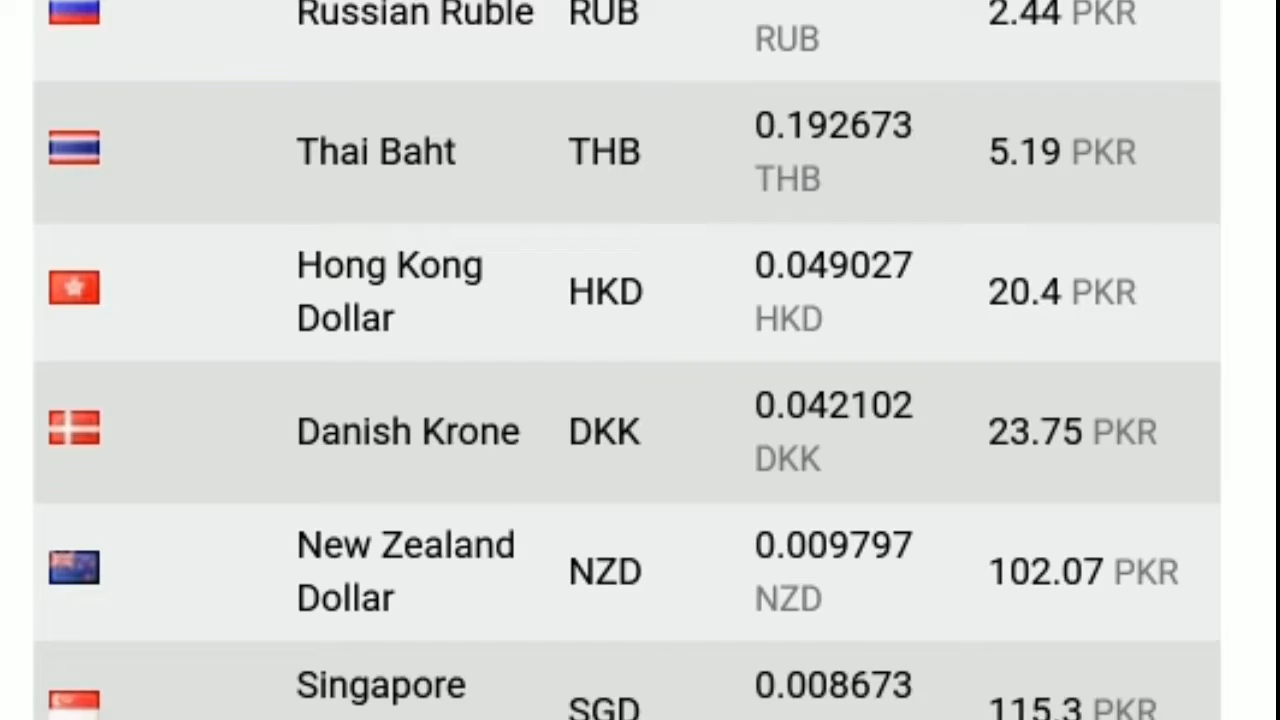 Russian Ruble RUB 2.44 PKR
RUB
0.192673
Thai Baht THB 5.19 PKR
THB
Hong Kong 0.049027
HKD 20.4 PKR
Dollar HKD
0.042102
Danish Krone DKK 23.75 PKR
DKK
New Zealand 0.009797
NZD 102.07 PKR
Dollar NZD
Singapore 0.008673
SGD 115.3 PKR